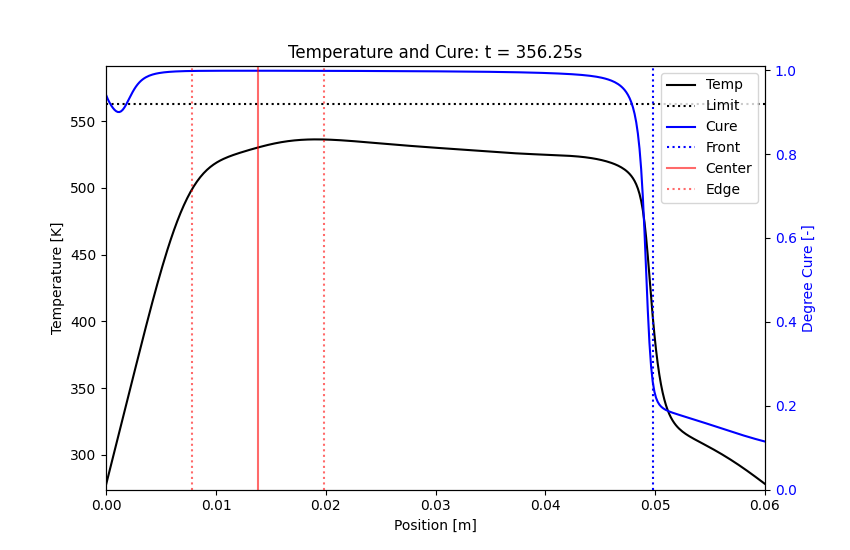 Temperature and Cure: t = 356.25s
Temp
Limit
Cure
Front
Center
Edge
Temperature [K]
550
500
450
400
350
300
Degree Cure [-]
1.0
0.8
0.6
0.4
0.2
0.0
0.00 0.01 0.02 0.03 0.04 0.05 0.06
Position [m]